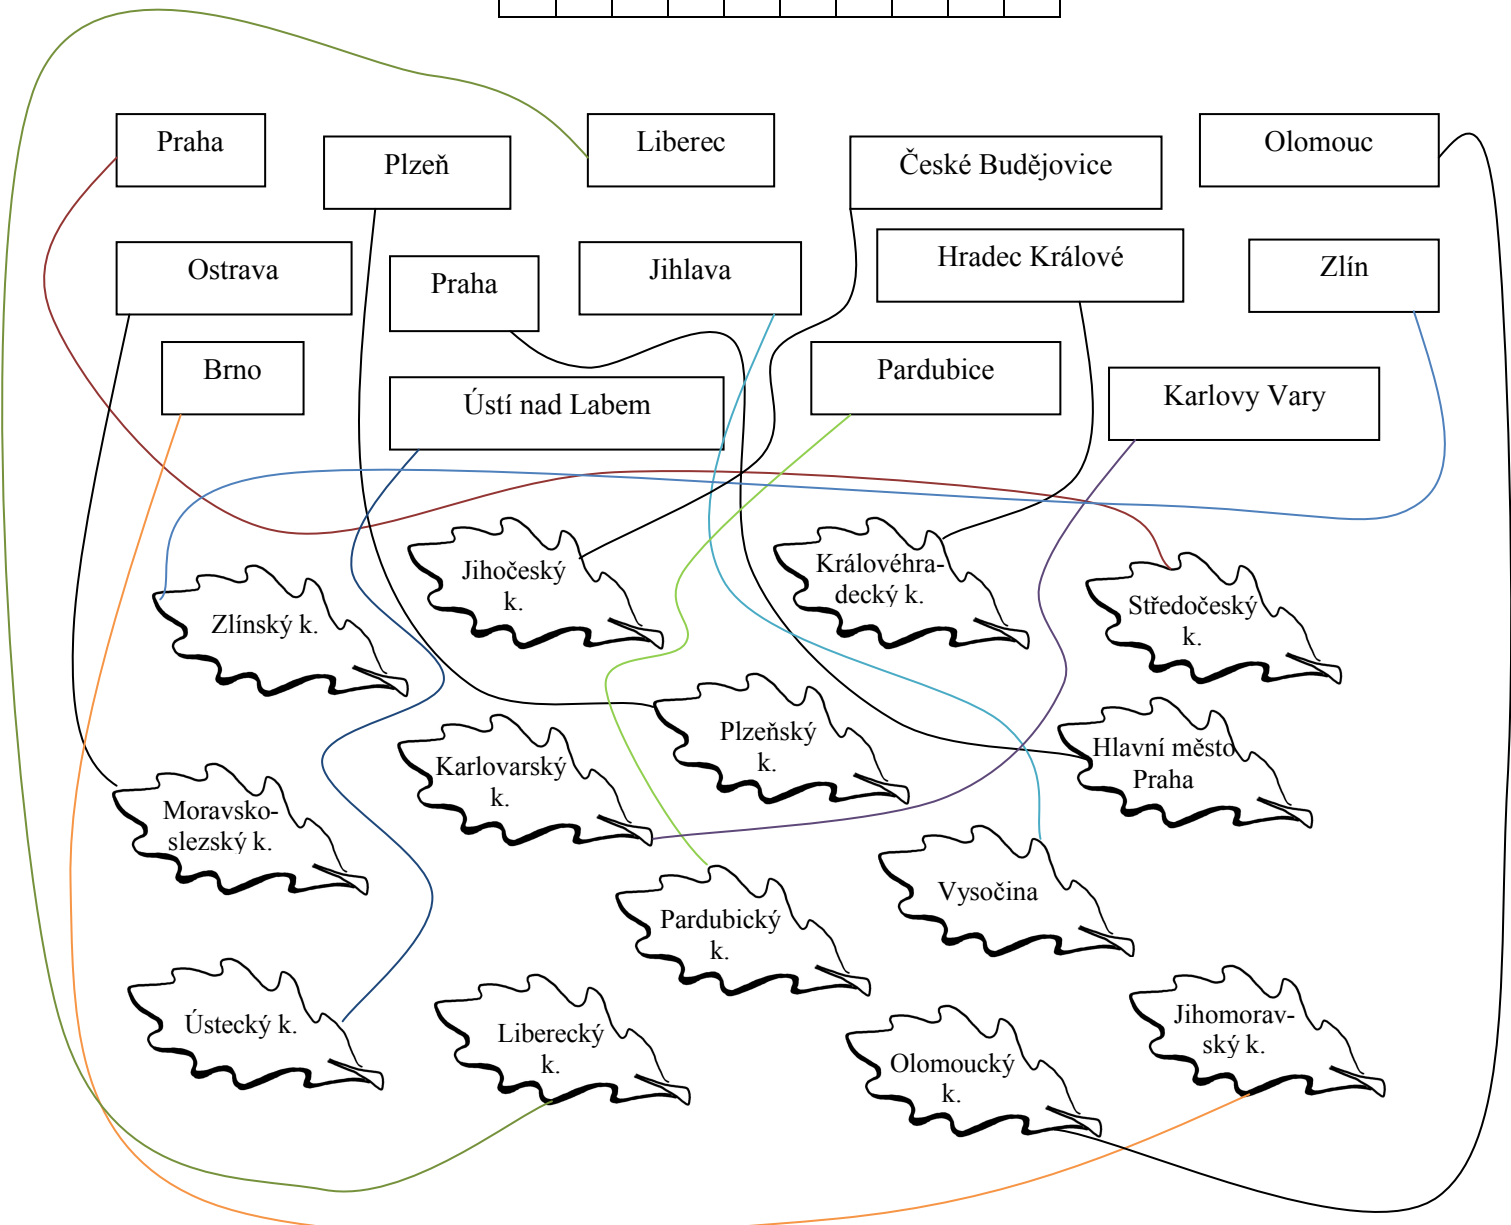 Praha
Plzeň
Liberec
České Budějovice
Olomouc
Ostrava
Praha
Jihlava
Hradec Králové
Zlín
Brno
Ústí nad Labem
Pardubice
Karlovy Vary
Zlínský k.
Jihočeský
k.
Královéhra-
decký k.
Středočeský
k.
Moravsko-
slezský k.
Karlovarský
k.
Plzeňský
k.
Hlavní město
Praha
Pardubický
k.
Vysočina
Ústecký k.
Liberecký
k.
Olomoucký
k.
Jihomorav-
ský k.